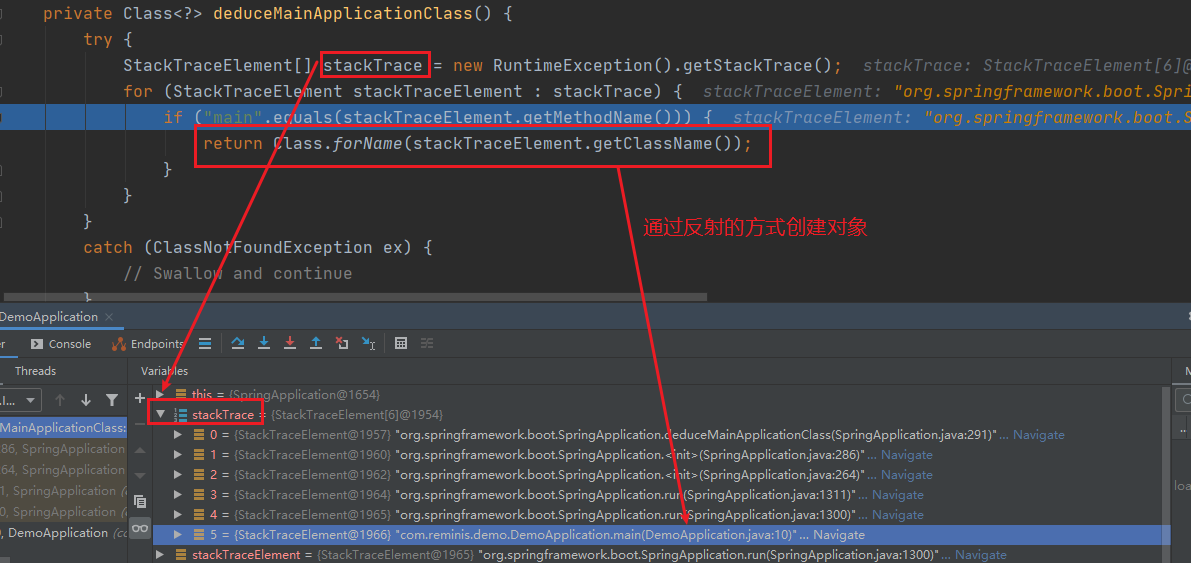 private Class<?> deduceMainApplicationClass() {
try {
StackTraceElement[] stackTrace = new RuntimeException().getStackTrace(); stackTrace: StackTraceElement[6]@
for (StackTraceElement stackTraceElement : stackTrace) { stackTraceElement: "org.springframework.boot.Spri
if ("main".equals(stackTraceElement.getMethodName())) { stackTraceElement: "org.springframework.boot.S
return Class.forName(stackTraceElement.getClassName());
}
}
}
通过反射的方式创建对象
catch (ClassNotFoundException ex) {
// Swallow and continue
}
DemoApplication ×
r Console Endpoints
Threads Variables
.I...
this = {SpringApplication@1654}
MainApplicationClass: stackTrace = {StackTraceElement[6]@1954}
86, SpringApplication 0 = {StackTraceElement@1957} "org.springframework.boot.SpringApplication.deduceMainApplicationClass(SpringApplication.java:291)"... Navigate
64, SpringApplication 1 = {StackTraceElement@1960} "org.springframework.boot.SpringApplication.<init>(SpringApplication.java:286)" ... Navigate
2 = {StackTraceElement@1962} "org.springframework.boot.SpringApplication.<init>(SpringApplication.java:264)" ... Navigate
1, SpringApplication (
3 = {StackTraceElement@1964} "org.springframework.boot.SpringApplication.run(SpringApplication.java:1311)"... Navigate
0, SpringApplication (
4 = {StackTraceElement@1965} "org.springframework.boot.SpringApplication.run(SpringApplication.java:1300)"... Navigate
), DemoApplication (co
5 = {StackTraceElement@1966} "com.reminis.demo.DemoApplication.main(DemoApplication.java:10)"... Navigate
stackTraceElement = {StackTraceElement@1965} "org.springframework.boot.SpringApplication.run(SpringApplication.java:1300)"... Navigate
loa